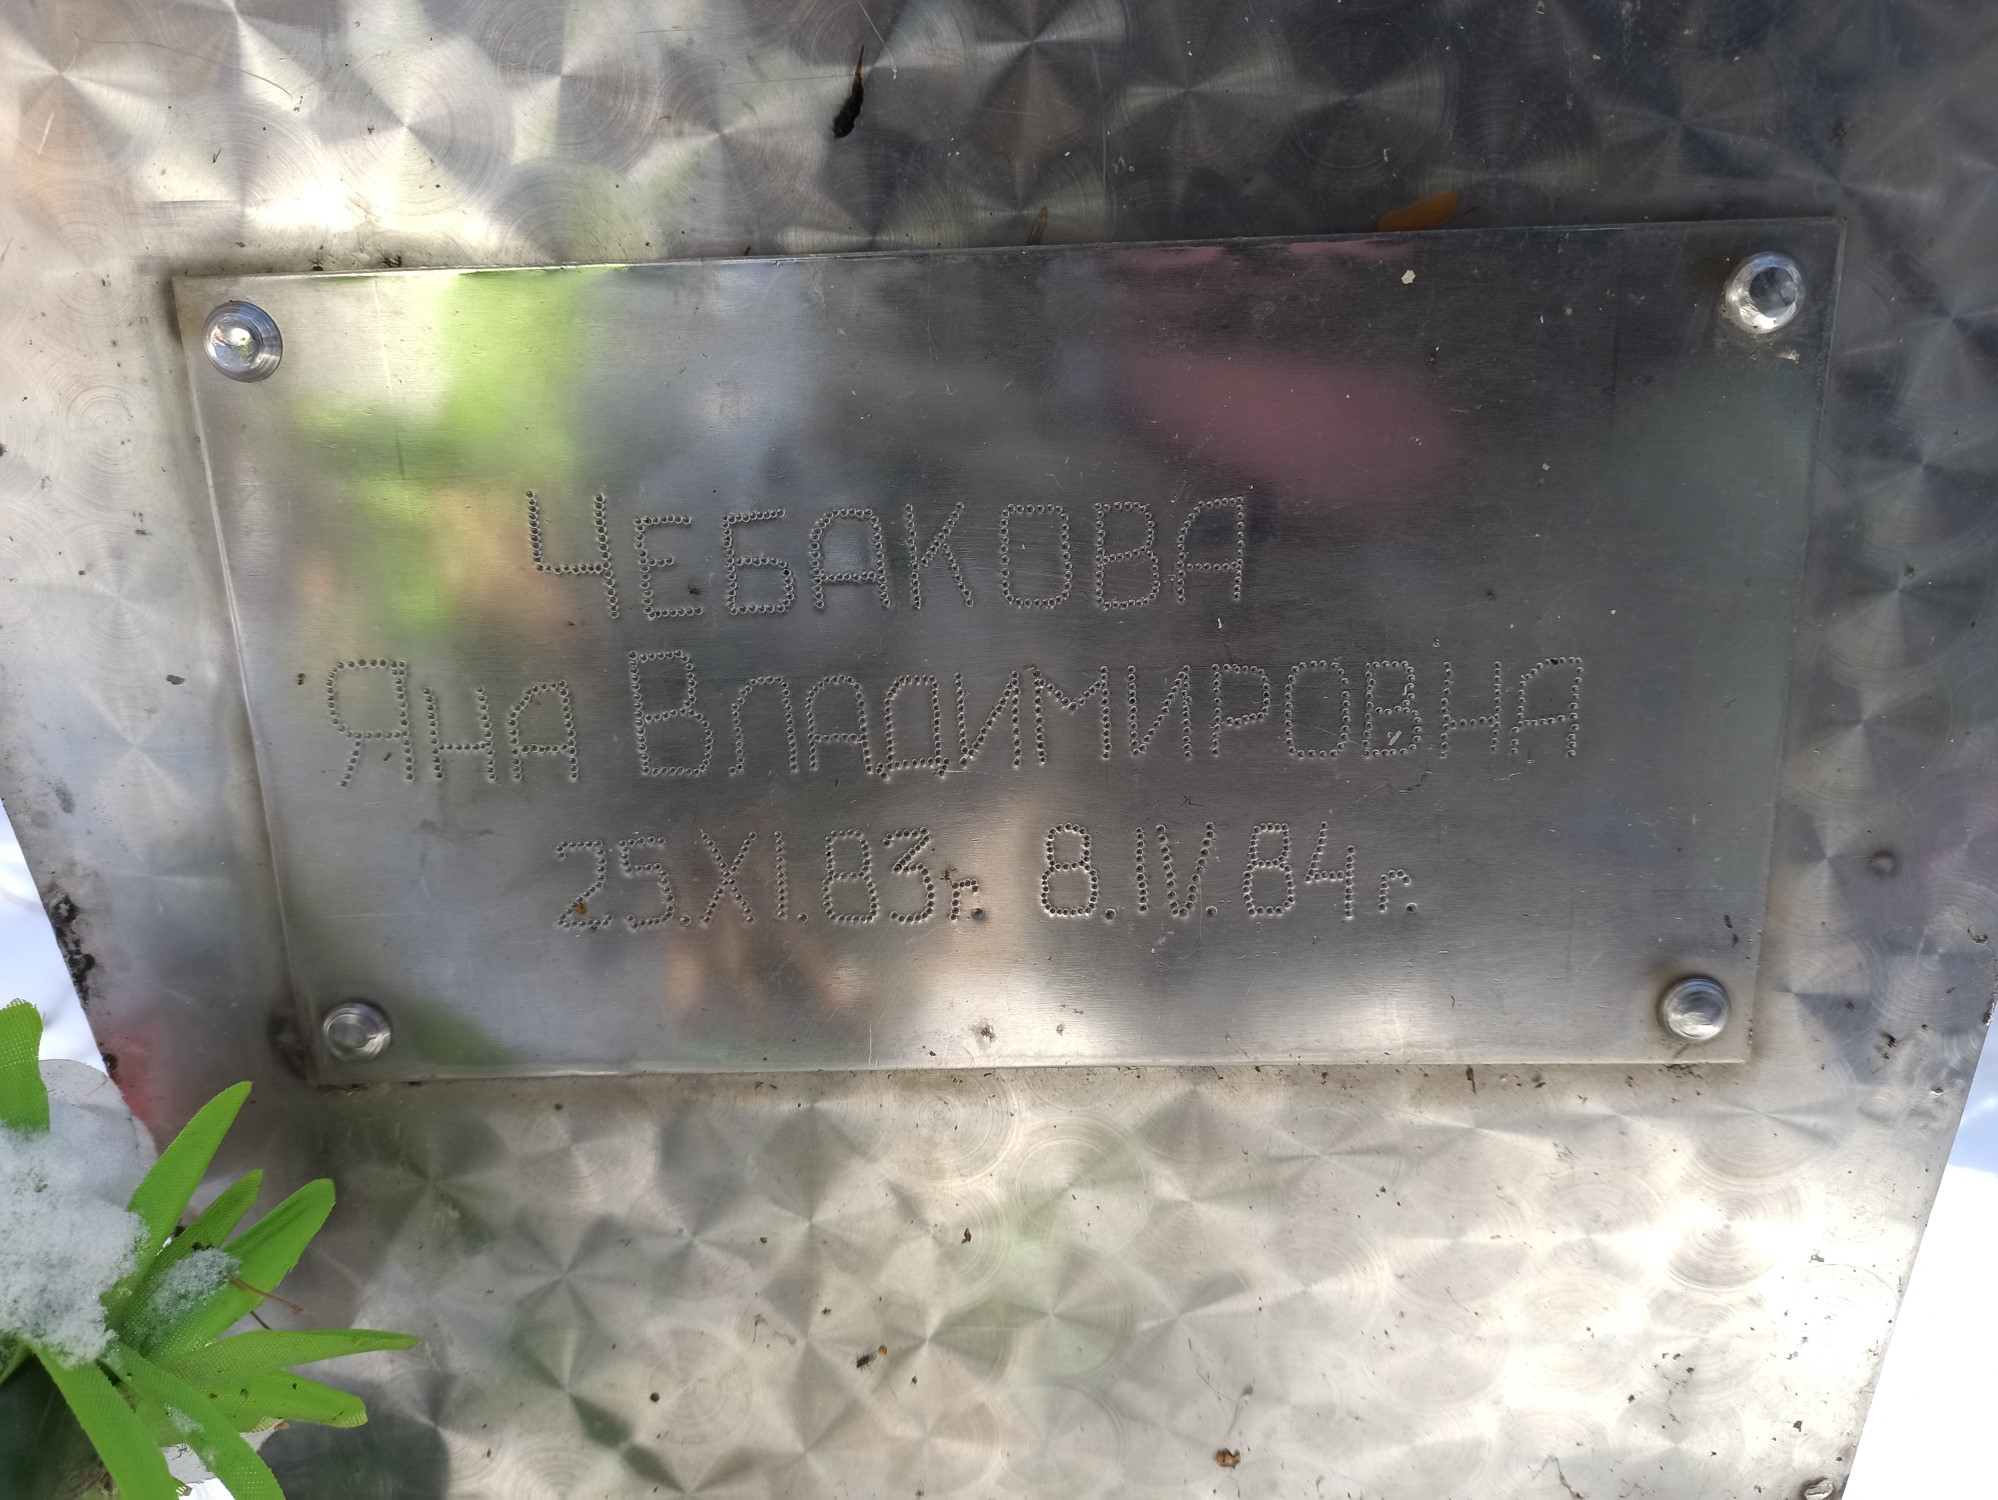 ЧЕБАКОВА
ЯНА ВЛАДИМИРОВНА
25.XI.83г. 8.IV.84г.